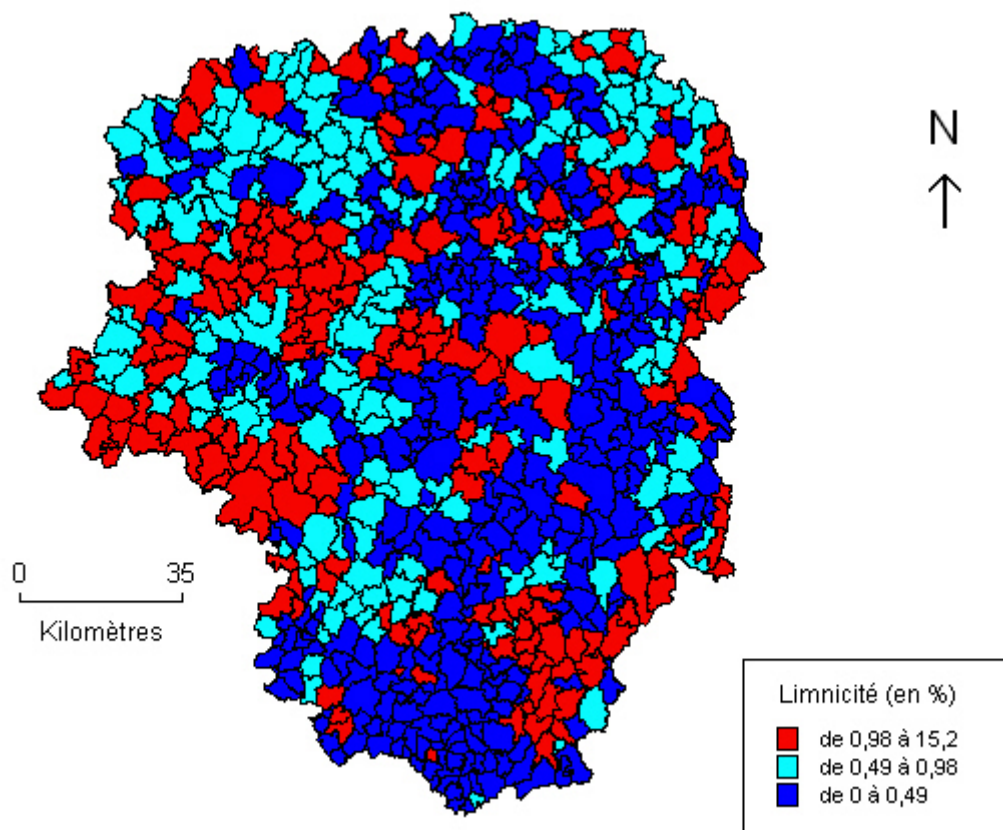 N
0 35
Kilomètres
Limnicité (en %)
de 0,98 à 15,2
de 0,49 à 0,98
de 0 à 0,49